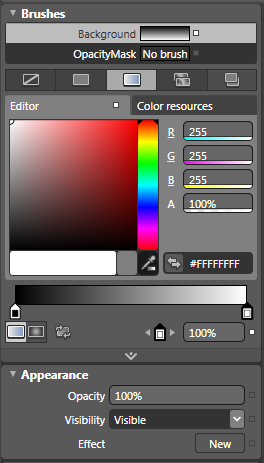 Brushes
Background
OpacityMask No brush
Editor Color resources
R 255
G 255
B 255
A 100%
#FFFFFFFF
100%
Appearance
Opacity 100%
Visibility Visible
Effect New